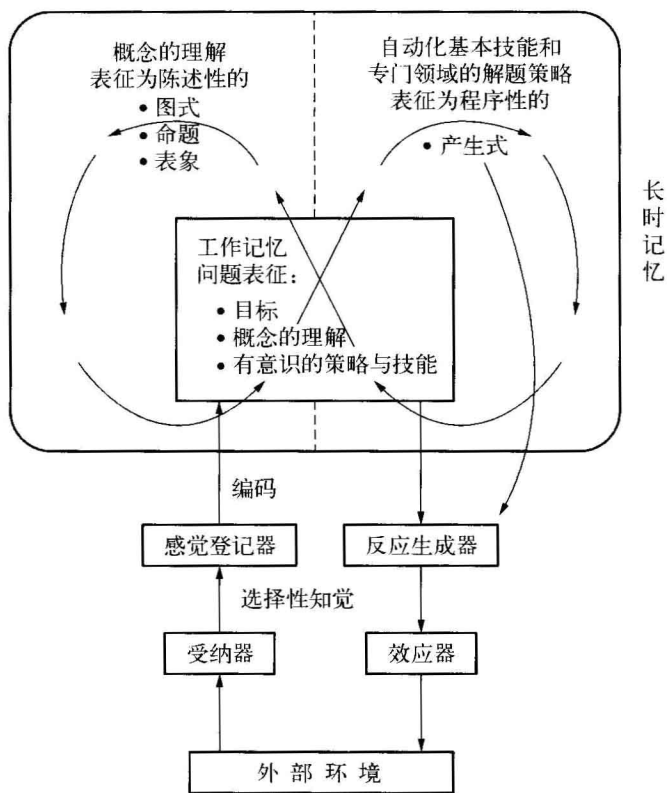 概念的理解
表征为陈述性的
• 图式
• 命题
• 表象
自动化基本技能和
专门领域的解题策略
表征为程序性的
• 产生式
长时记忆
工作记忆
问题表征：
• 目标
• 概念的理解
• 有意识的策略与技能
编码
感觉登记器
反应生成器
选择性知觉
受纳器
效应器
外部环境